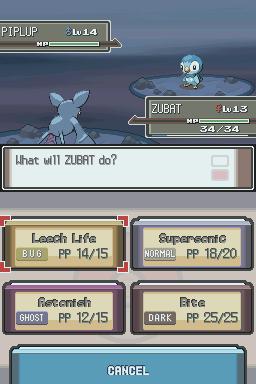 PIPLUP ♂Lv14
HP
ZUBAT ♂Lv13
HP
34/34
What will ZUBAT do?
Leech Life
BUG PP 14/15
Supersonic
NORMAL PP 18/20
Astonish
GHOST PP 12/15
Bite
DARK PP 25/25
CANCEL